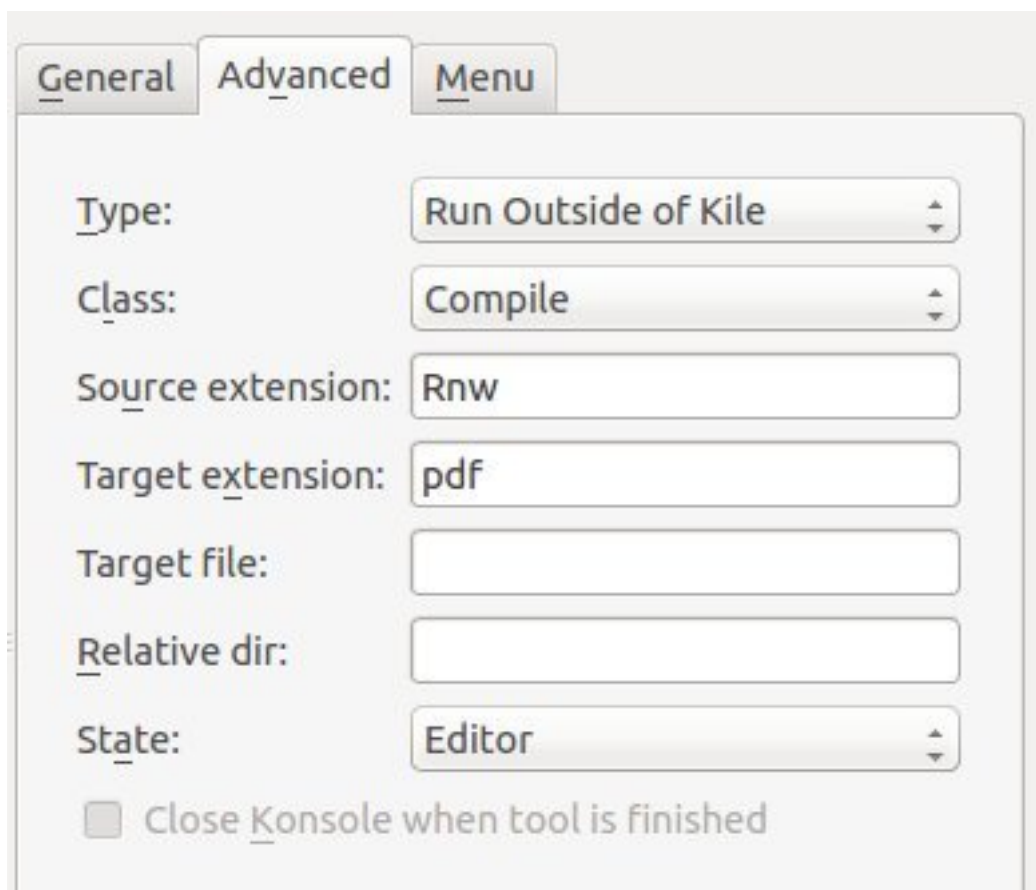 General Advanced Menu
Type: Run Outside of Kile
Class: Compile
Source extension: Rnw
Target extension: pdf
Target file:
Relative dir:
State: Editor
Close Konsole when tool is finished